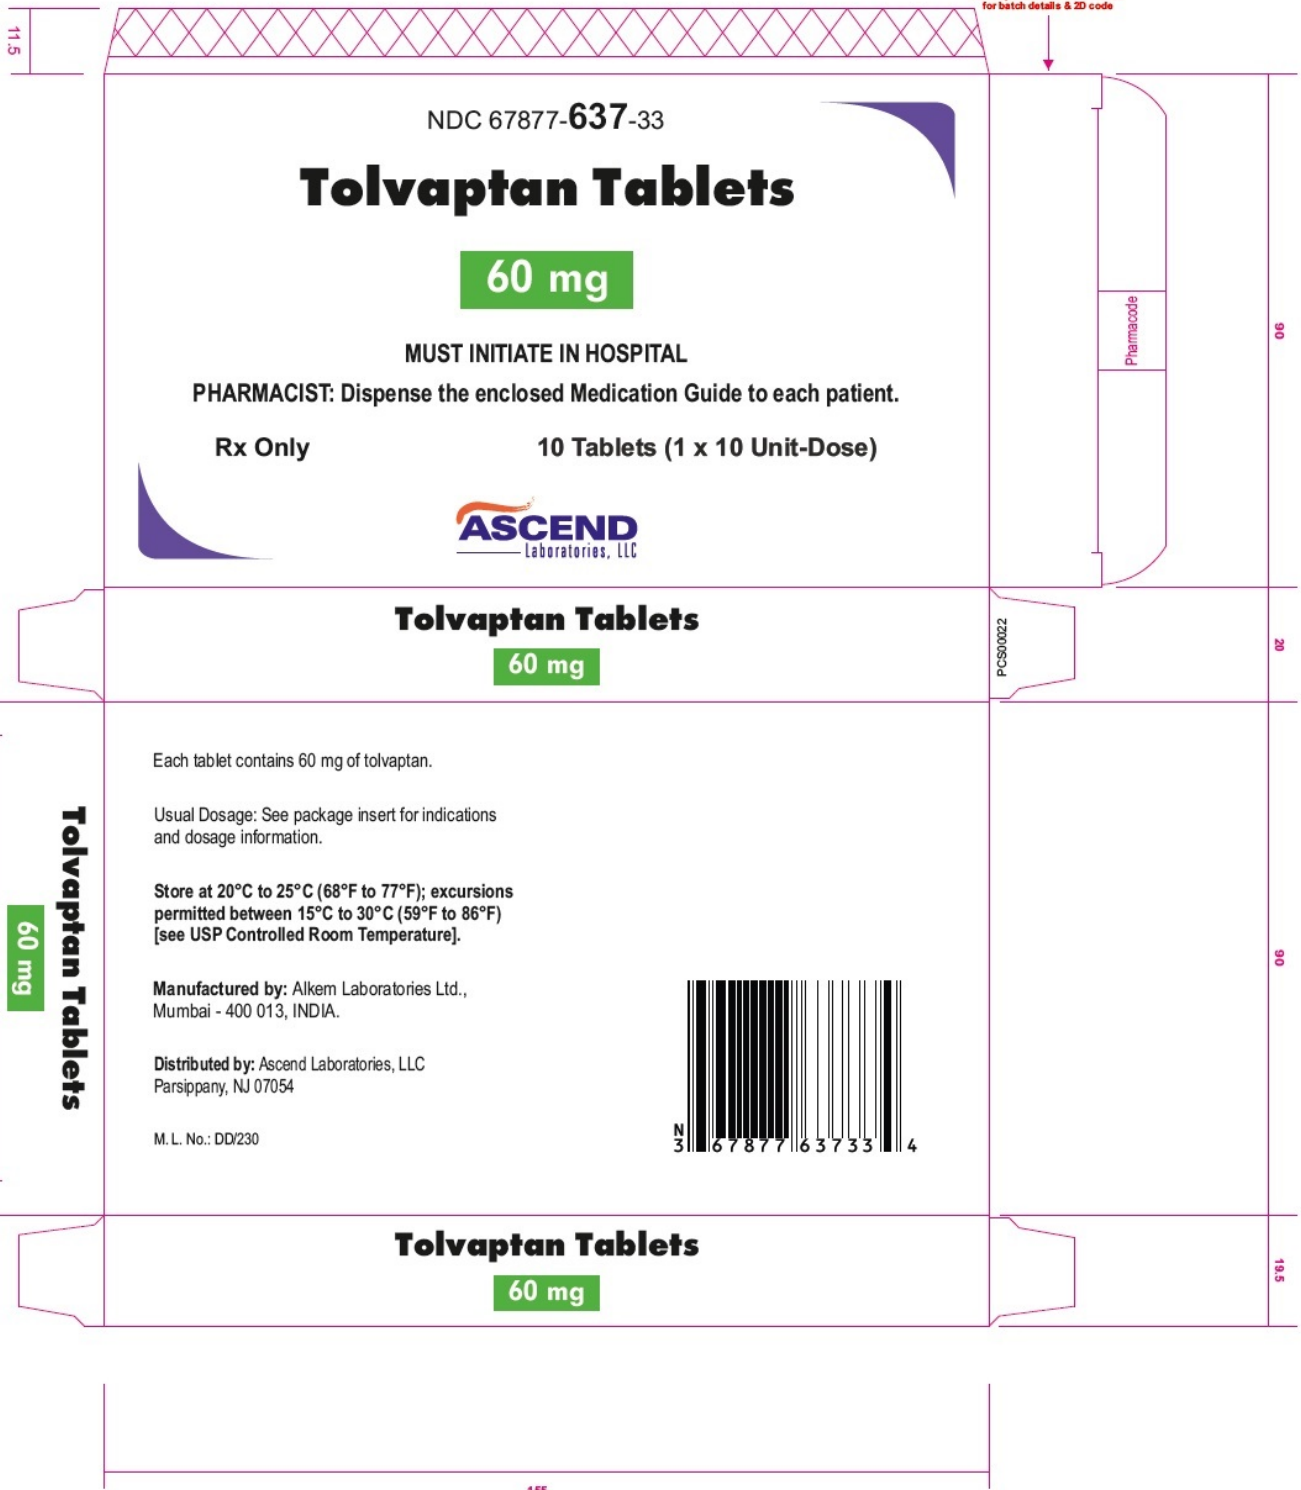 for batch details & 2D code
11.5
NDC 67877-637-33
Tolvaptan Tablets
60 mg
MUST INITIATE IN HOSPITAL
PHARMACIST: Dispense the enclosed Medication Guide to each patient.
Rx Only
10 Tablets (1 x 10 Unit-Dose)
ASCEND
Laboratories, LLC
Pharmacode
90
Tolvaptan Tablets
60 mg
PCS00022
20
Tolvaptan Tablets
60 mg
Each tablet contains 60 mg of tolvaptan.
Usual Dosage: See package insert for indications
and dosage information.
Store at 20°C to 25°C (68°F to 77°F); excursions
permitted between 15°C to 30°C (59°F to 86°F)
[see USP Controlled Room Temperature].
Manufactured by: Alkem Laboratories Ltd.,
Mumbai - 400 013, INDIA.
Distributed by: Ascend Laboratories, LLC
Parsippany, NJ 07054
M. L. No.: DD/230
N
3 67877 63733 4
90
Tolvaptan Tablets
60 mg
19.5